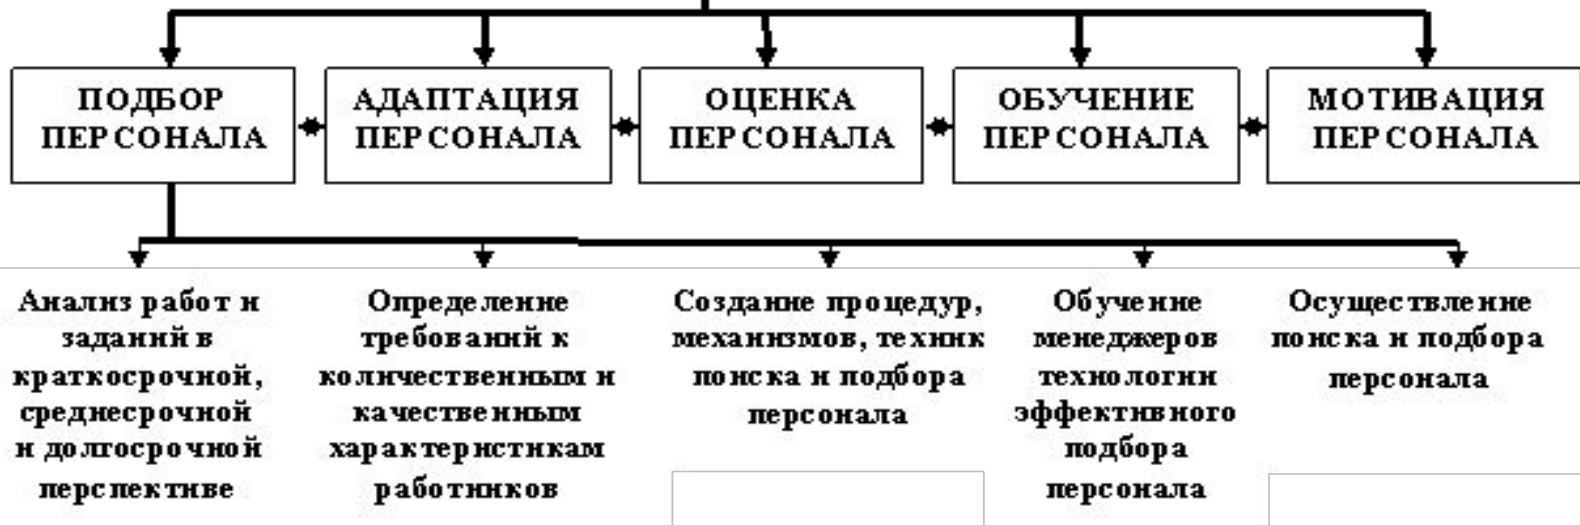 ПОДБОР
ПЕРСОНАЛА
АДАПТАЦИЯ
ПЕРСОНАЛА
ОЦЕНКА
ПЕРСОНАЛА
ОБУЧЕНИЕ
ПЕРСОНАЛА
МОТИВАЦИЯ
ПЕРСОНАЛА
Анализ работ и
заданий в
краткосрочной,
среднесрочной
и долгосрочной
перспективе
Определение
требований к
количественным и
качественным
характеристикам
работников
Создание процедур,
механизмов, техник
поиска и подбора
персонала
Обучение
менеджеров
технологии
эффективного
подбора
персонала
Осуществление
поиска и подбора
персонала